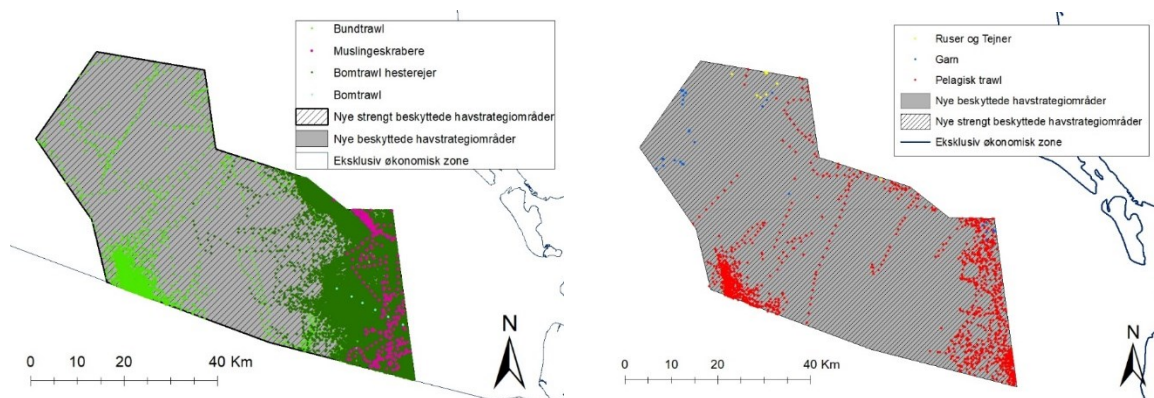 Bundtrawl
Muslingeskrabere
Bomtrawl hesterejer
Bomtrawl
Nye strengt beskyttede havstrategiområder
Nye beskyttede havstrategiområder
Eksklusiv økonomisk zone
N
0 10 20 40 Km
Ruser og Tejner
Garn
Pelagisk trawl
Nye beskyttede havstrategiområder
Nye strengt beskyttede havstrategiområder
Eksklusiv økonomisk zone
N
0 10 20 40 Km